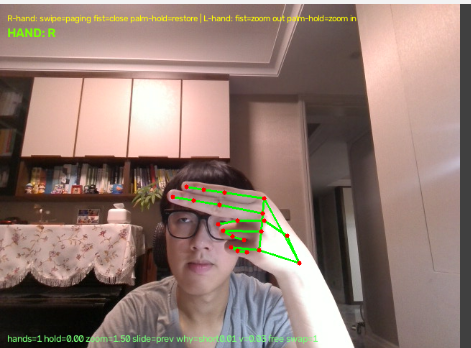 R-hand: swipe=paging fist=close palm-hold=restore | L-hand: fist=zoom out palm-hold=zoom in
HAND: R
hands=1 hold=0.00 zoom=1.50 slide=prev free